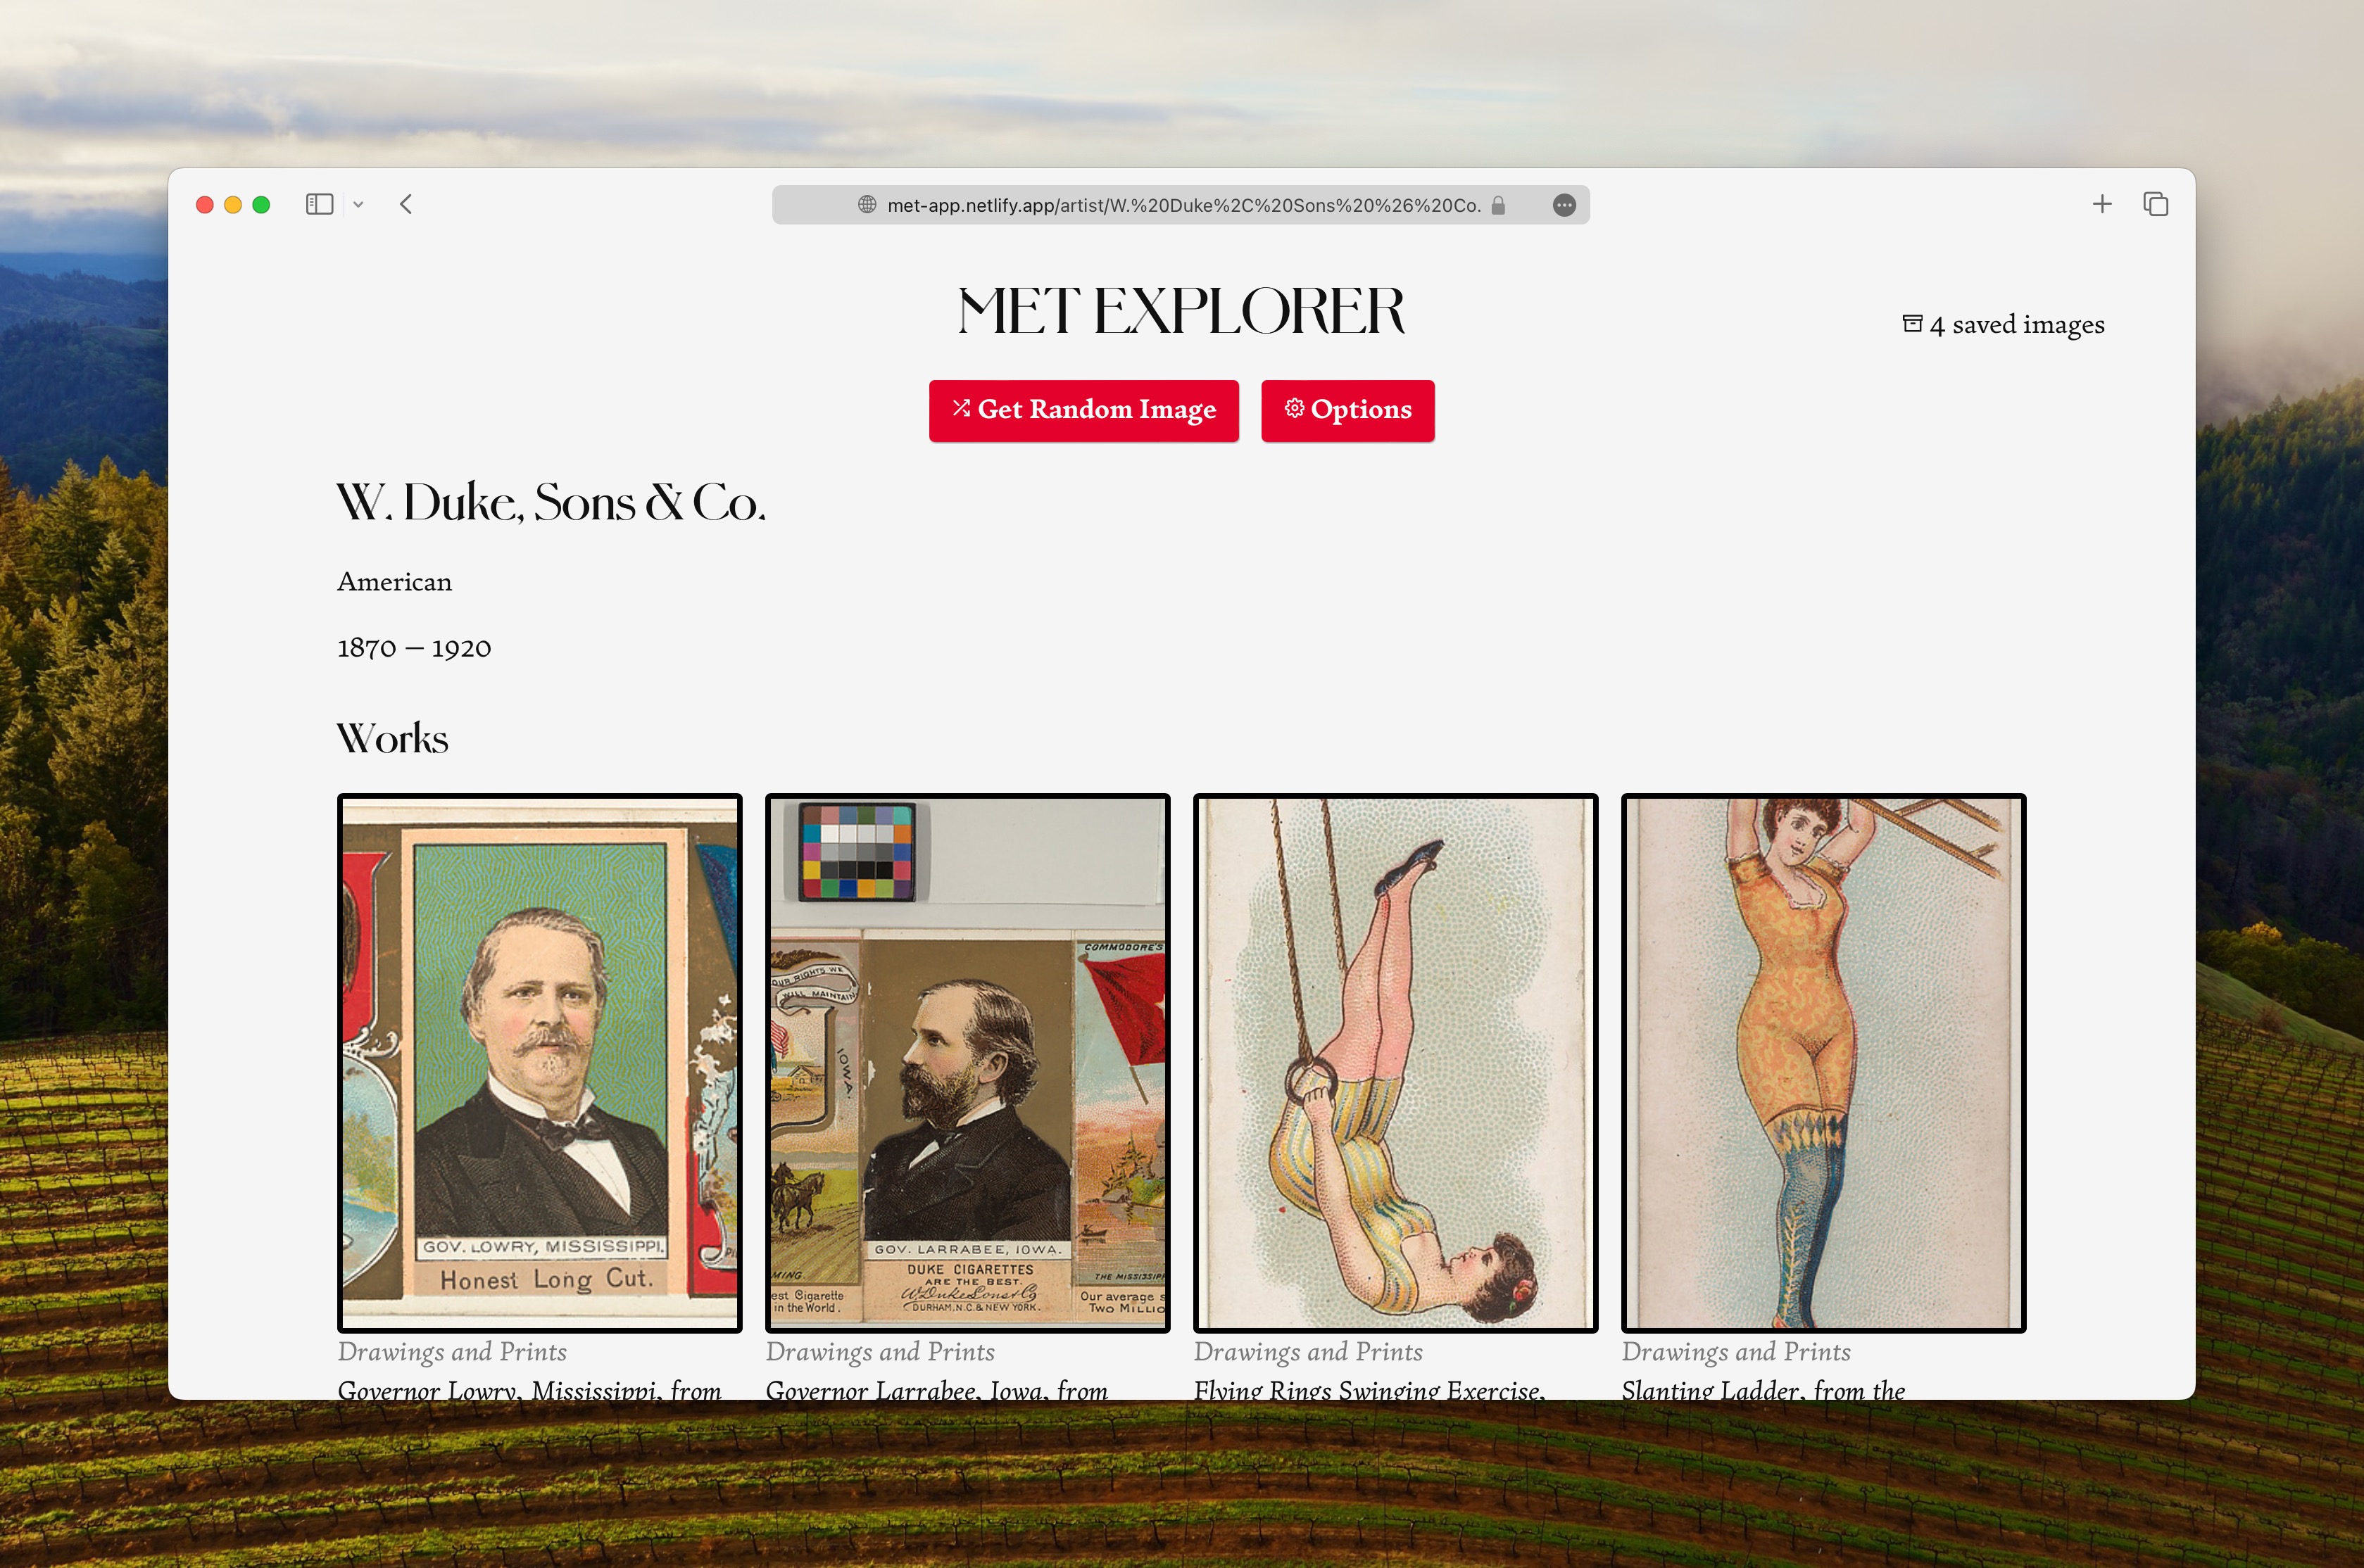 met-app.netlify.app/artist/W.%20Duke%2C%20Sons%20%26%20Co.
MET EXPLORER
4 saved images
Get Random Image
Options
W. Duke, Sons & Co.
American
1870 — 1920
Works
GOV. LOWRY, MISSISSIPPI.
Honest Long Cut.
OUR RIGHTS WE
WILL MAINTAIN
IOWA.
COMMODORE'S
GOV. LARRABEE, IOWA.
DUKE CIGARETTES
ARE THE BEST.
W. Duke Sons & Co
DURHAM, N.C. & NEW YORK.
MING
est Cigarette
in the World.
THE MISSISSIPP
Our average s
TWO MILLIO
Drawings and Prints
Governor Lowry, Mississippi, from
Drawings and Prints
Governor Larrabee, Iowa, from
Drawings and Prints
Flying Rings Swinging Exercise,
Drawings and Prints
Slanting Ladder, from the